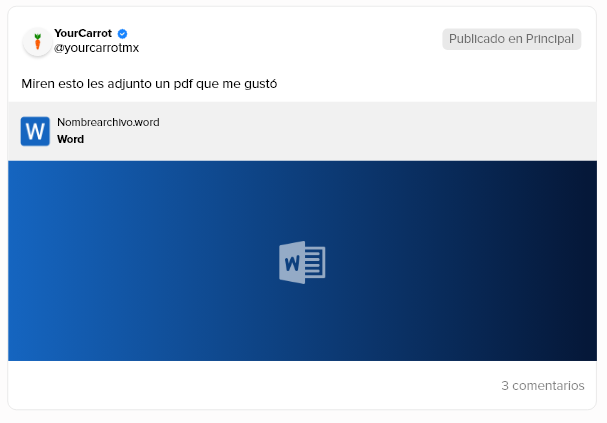 YourCarrot
@yourcarrotmx
Publicado en Principal
Miren esto les adjunto un pdf que me gustó
W
Nombrearchivo.word
Word
W
3 comentarios